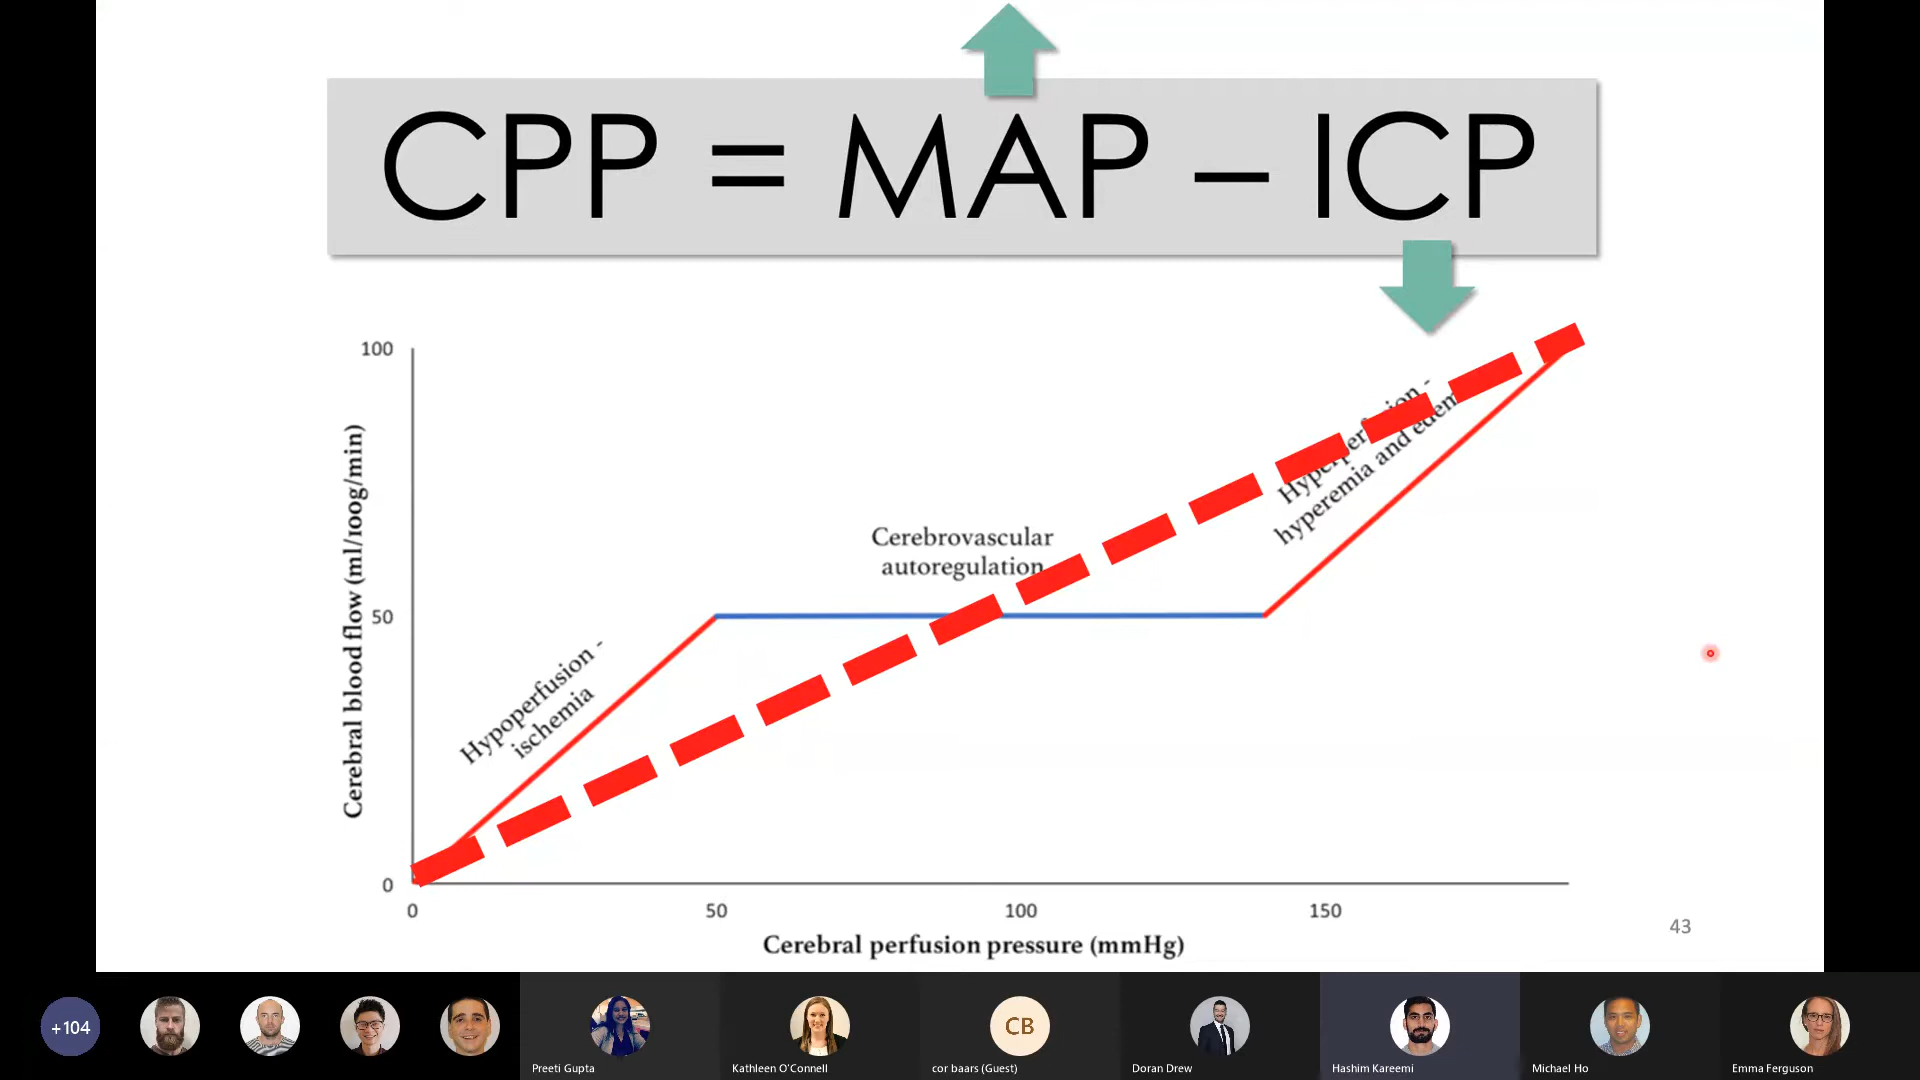 CPP = MAP – ICP
100
50
0
Cerebral blood flow (ml/100g/min)
Hypoperfusion -
ischemia
Cerebrovascular
autoregulation
Hyperperfusion -
hyperemia and edem
0
50
100
150
Cerebral perfusion pressure (mmHg)
43
+104
Preeti Gupta
Kathleen O'Connell
CB
cor baars (Guest)
Doran Drew
Hashim Kareemi
Michael Ho
Emma Ferguson